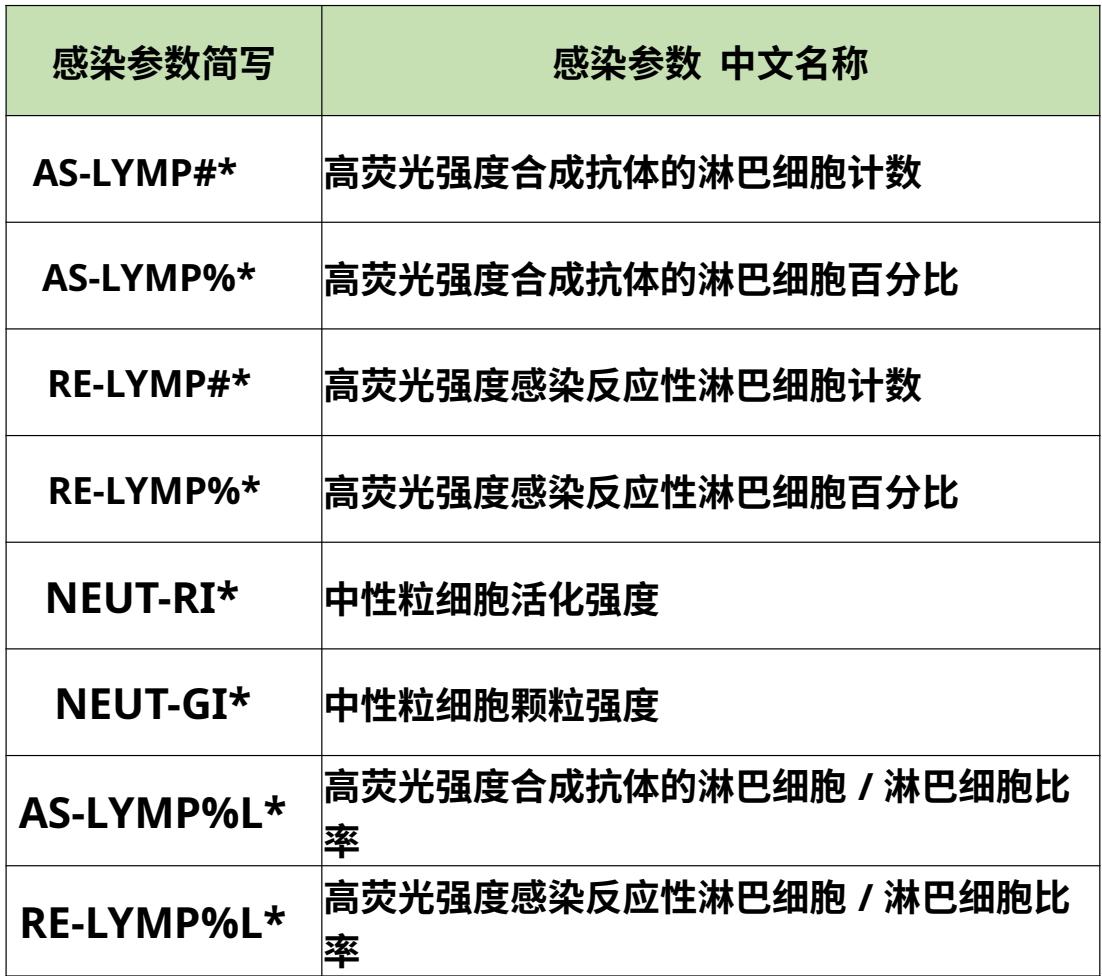 感染参数简写
感染参数 中文名称
AS-LYMP#*
高荧光强度合成抗体的淋巴细胞计数
AS-LYMP%*
高荧光强度合成抗体的淋巴细胞百分比
RE-LYMP#*
高荧光强度感染反应性淋巴细胞计数
RE-LYMP%*
高荧光强度感染反应性淋巴细胞百分比
NEUT-RI*
中性粒细胞活化强度
NEUT-GI*
中性粒细胞颗粒强度
AS-LYMP%L*
高荧光强度合成抗体的淋巴细胞 / 淋巴细胞比
率
RE-LYMP%L*
高荧光强度感染反应性淋巴细胞 / 淋巴细胞比
率